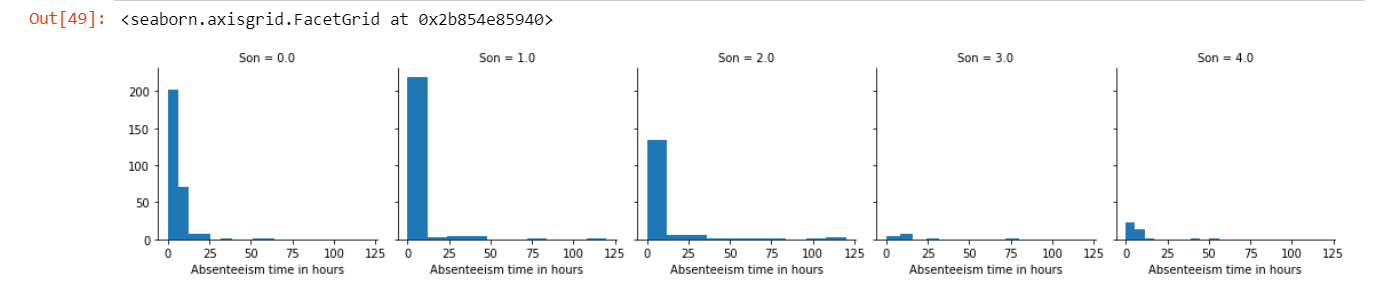 Out[49]: <seaborn.axisgrid.FacetGrid at 0x2b854e85940>
Son = 0.0 Son = 1.0 Son = 2.0 Son = 3.0 Son = 4.0
200
150
100
50
0
0 25 50 75 100 125 0 25 50 75 100 125 0 25 50 75 100 125 0 25 50 75 100 125 0 25 50 75 100 125
Absenteeism time in hours Absenteeism time in hours Absenteeism time in hours Absenteeism time in hours Absenteeism time in hours